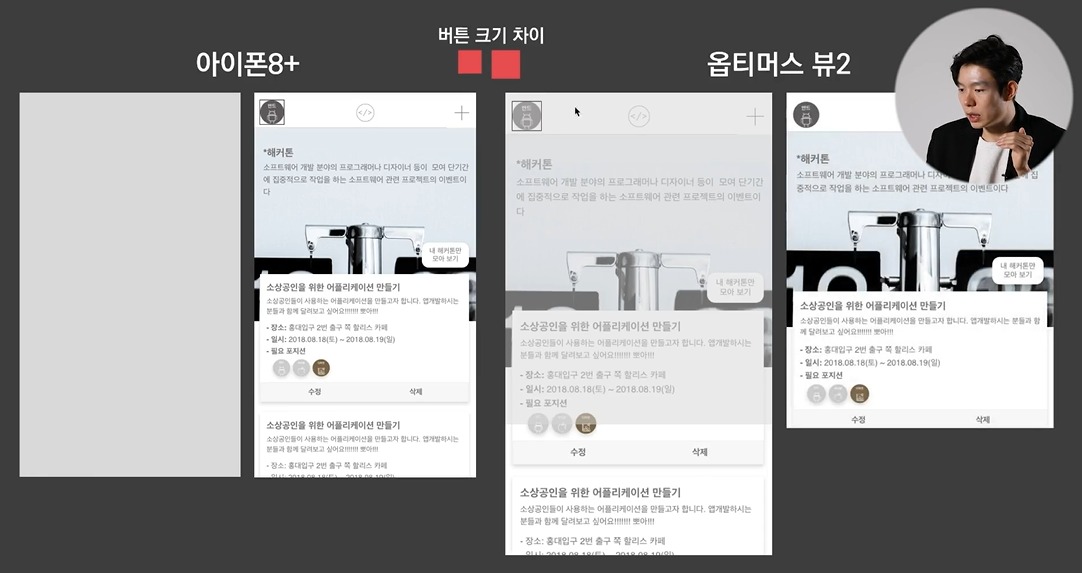 버튼 크기 차이
아이폰8+
옵티머스 뷰2
밴드
</>
*해커톤
소프트웨어 개발 분야의 프로그래머나 디자이너 등이 모여 단기간
에 집중적으로 작업을 하는 소프트웨어 관련 프로젝트의 이벤트이
다
내 해커톤만
모아 보기
소상공인을 위한 어플리케이션 만들기
소상공인들이 사용하는 어플리케이션을 만들고자 합니다. 앱개발하시는
분들과 함께 달려보고 싶어요!!!!!!! 뽀아!!!
- 장소: 홍대입구 2번 출구 쪽 할리스 카페
- 일시: 2018.08.18(토) ~ 2018.08.19(일)
- 필요 포지션
수정 삭제
소상공인을 위한 어플리케이션 만들기
소상공인들이 사용하는 어플리케이션을 만들고자 합니다. 앱개발하시는
분들과 함께 달려보고 싶어요!!!!!!! 뽀아!!!
- 장소: 홍대입구 2번 출구 쪽 할리스 카페
- 일시: 2018.08.18(토) ~ 2018.08.19(일)
밴드
</>
*해커톤
소프트웨어 개발 분야의 프로그래머나 디자이너 등이 모여 단기간
에 집중적으로 작업을 하는 소프트웨어 관련 프로젝트의 이벤트이
다
내 해커톤만
모아 보기
소상공인을 위한 어플리케이션 만들기
소상공인들이 사용하는 어플리케이션을 만들고자 합니다. 앱개발하시는
분들과 함께 달려보고 싶어요!!!!!!! 뽀아!!!
- 장소: 홍대입구 2번 출구 쪽 할리스 카페
- 일시: 2018.08.18(토) ~ 2018.08.19(일)
- 필요 포지션
수정 삭제
소상공인을 위한 어플리케이션 만들기
소상공인들이 사용하는 어플리케이션을 만들고자 합니다. 앱개발하시는
분들과 함께 달려보고 싶어요!!!!!!! 뽀아!!!
- 장소: 홍대입구 2번 출구 쪽 할리스 카페
- 일시: 2018.08.18(토) ~ 2018.08.19(일)
밴드
*해커톤
소프트웨어 개발 분야의 프로그래머나 집
중적으로 작업을 하는 소프트웨어 관련 프로젝트의 이벤트이다
내 해커톤만
모아 보기
10
소상공인을 위한 어플리케이션 만들기
소상공인들이 사용하는 어플리케이션을 만들고자 합니다. 앱개발하시는 분들과 함
께 달려보고 싶어요!!!!!!! 뽀아!!!
- 장소: 홍대입구 2번 출구 쪽 할리스 카페
- 일시: 2018.08.18(토) ~ 2018.08.19(일)
- 필요 포지션
수정 삭제